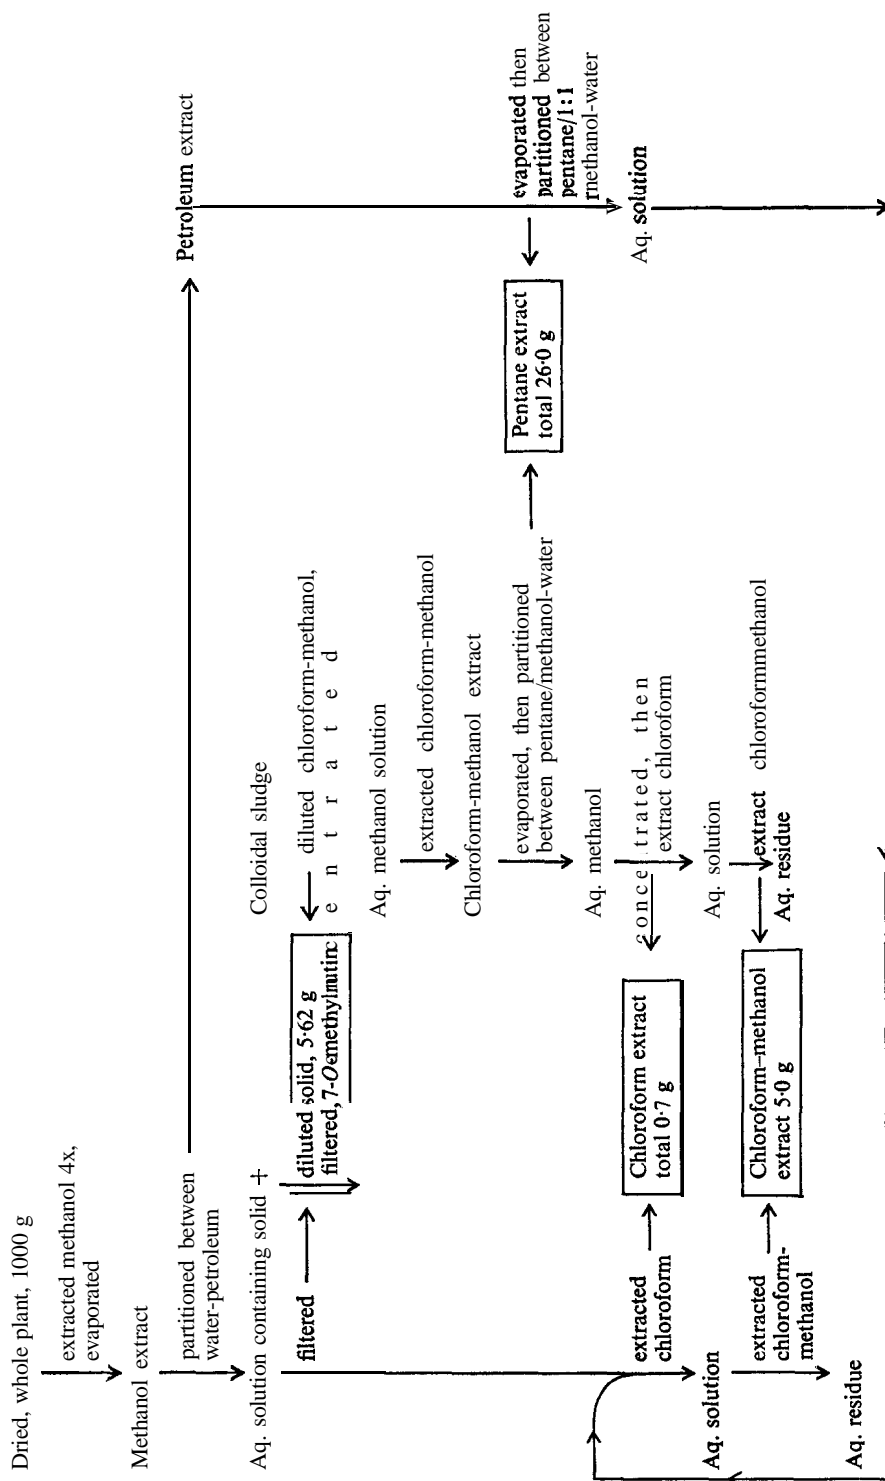 Dried, whole plant, 1000 g
extracted methanol 4x,
evaporated
Methanol extract
partitioned between
water-petroleum
Petroleum extract
Aq. solution containing solid +
Colloidal sludge
filtered
diluted solid, 5·62 g
filtered, 7-O
diluted chloroform-methanol,
e n t r a t e d
Aq. methanol solution
extracted chloroform-methanol
Chloroform-methanol extract
evaporated, then partitioned
between pentane/methanol-water
Pentane extract
total 26·0 g
evaporated then
partitioned between
pentane/1:1
rnethanol-water
Aq. methanol
Aq. solution
concentrated, then
extract chloroform
extracted
chloroform
Chloroform extract
total 0·7 g
Aq. solution
Aq. solution
extract chloroformmethanol
extracted
chloroform-
methanol
Chloroform–methanol
extract 5·0 g
Aq. residue
Aq. residue